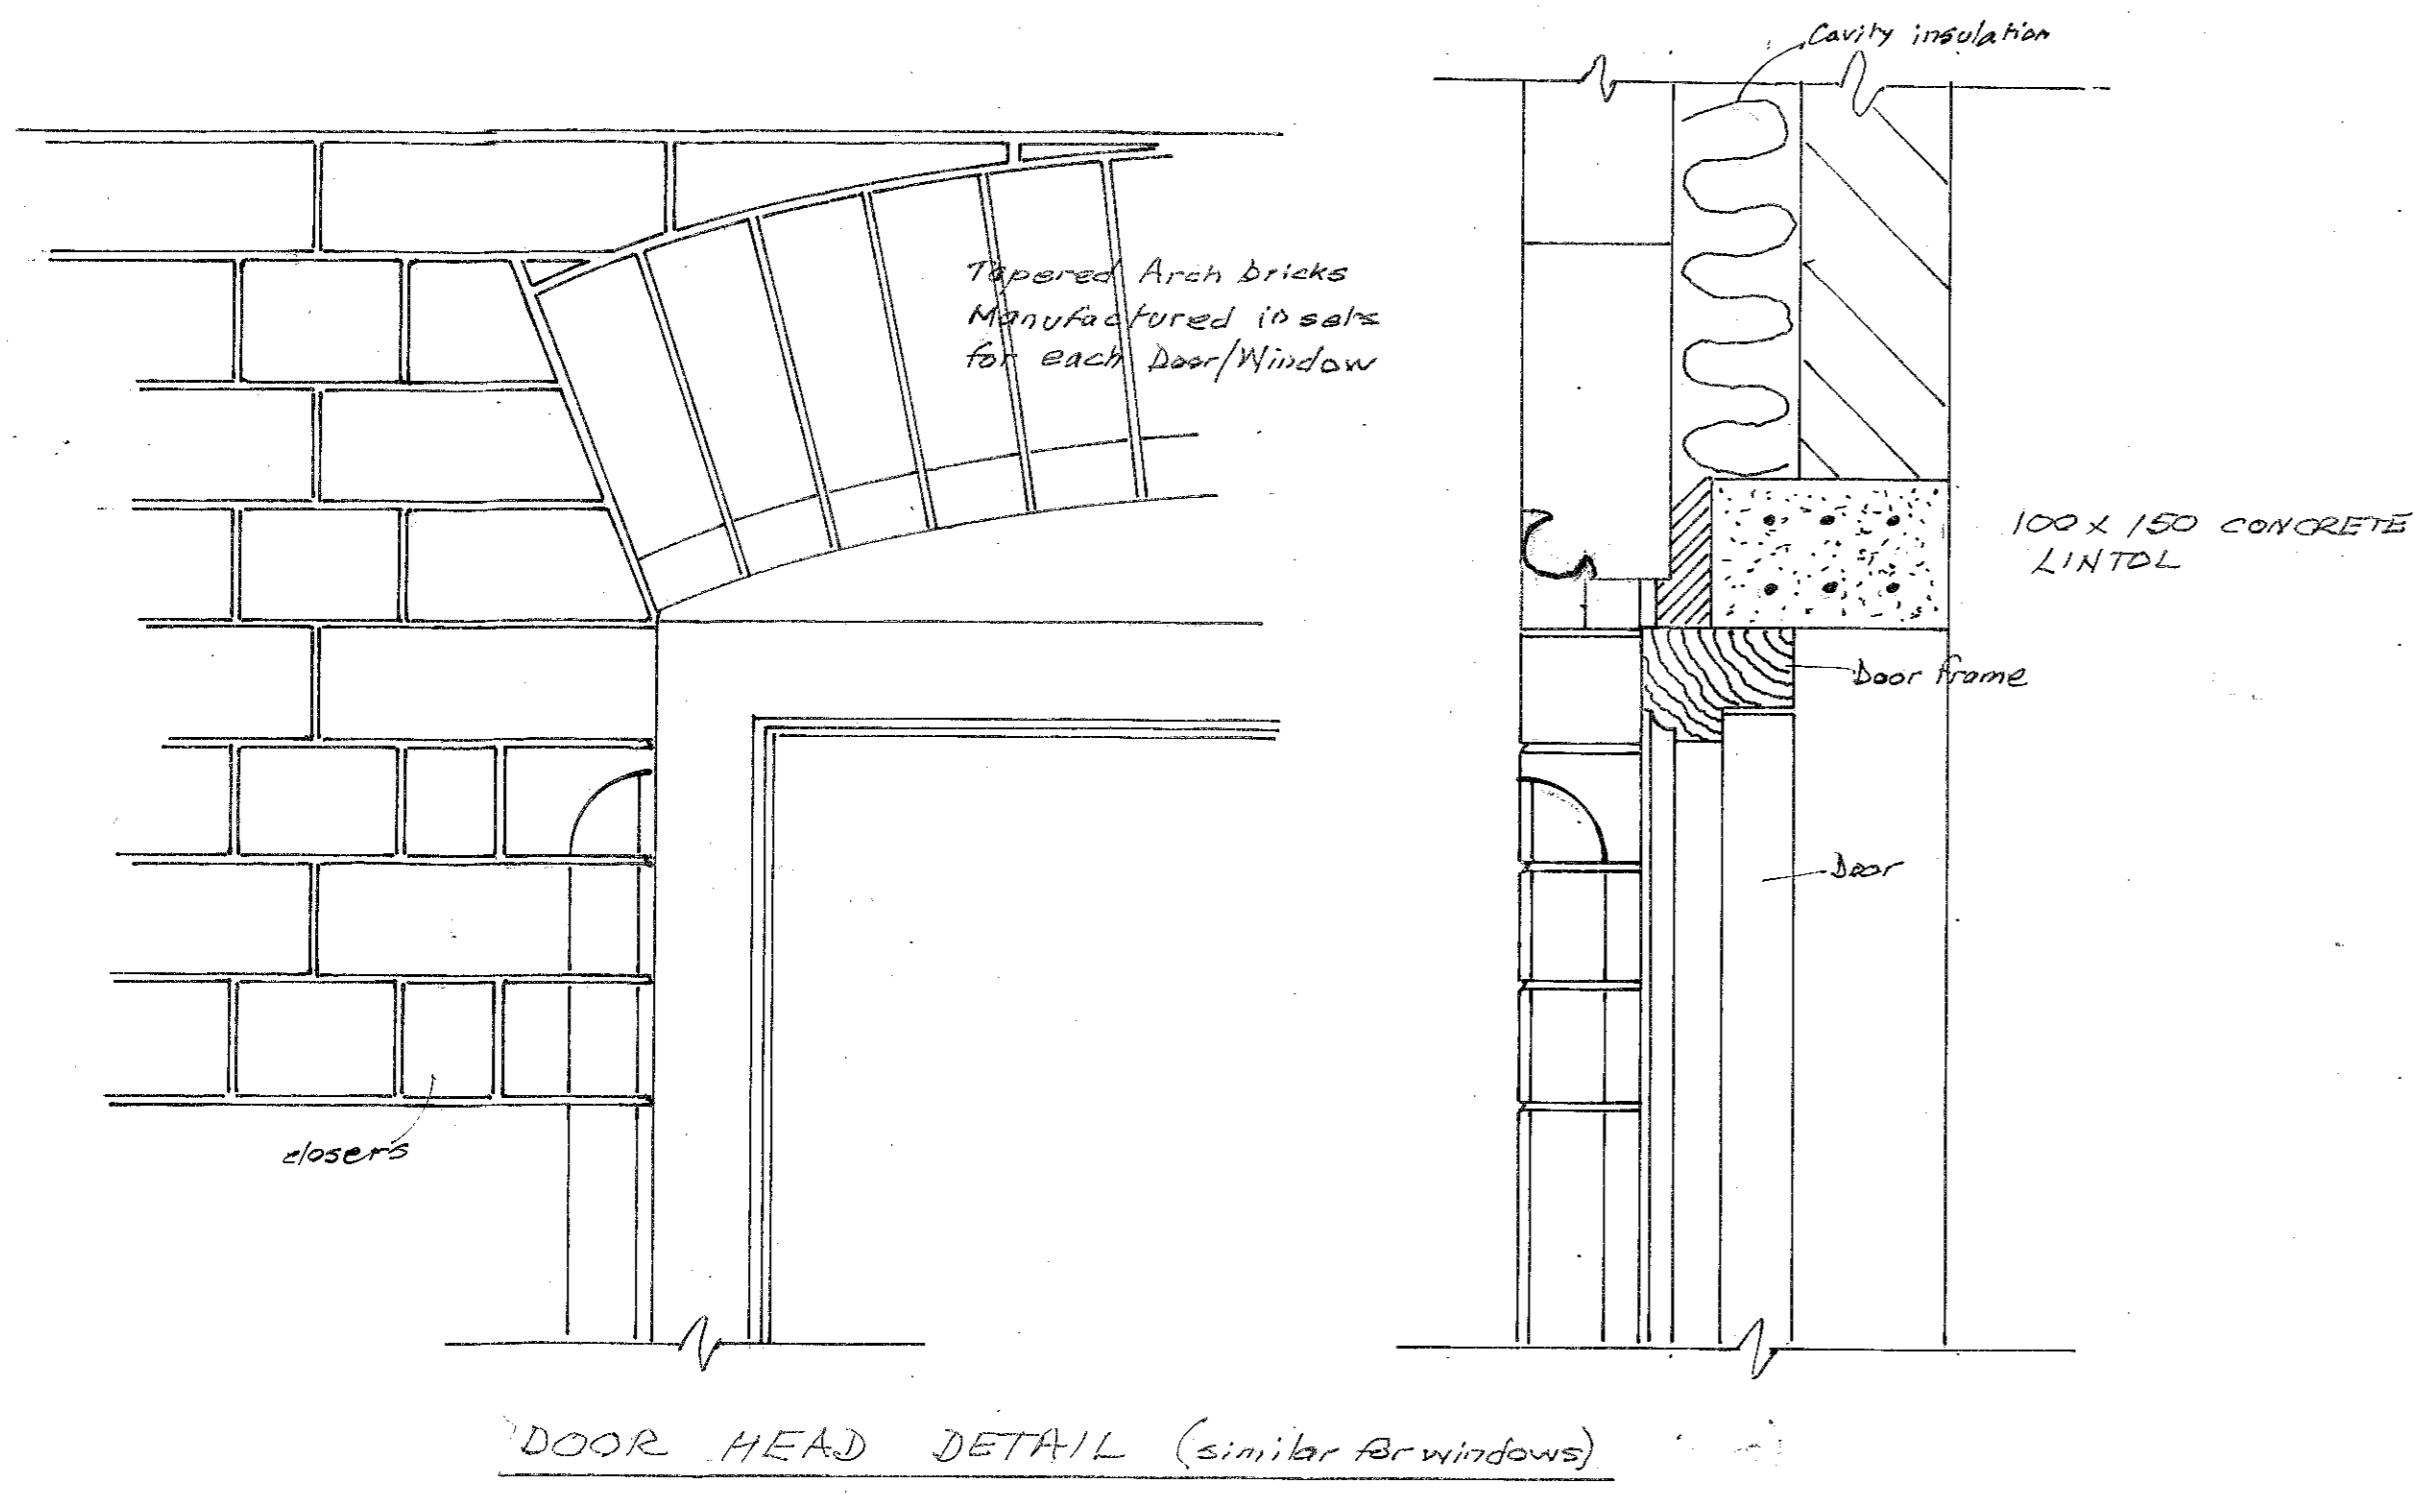 Cavity insulation
Tapered Arch bricks
Manufactured in sets
for each Door/Window
100 x 150 CONCRETE
LINTOL
Door frame
Door
closers
DOOR HEAD DETAIL (similar for windows)